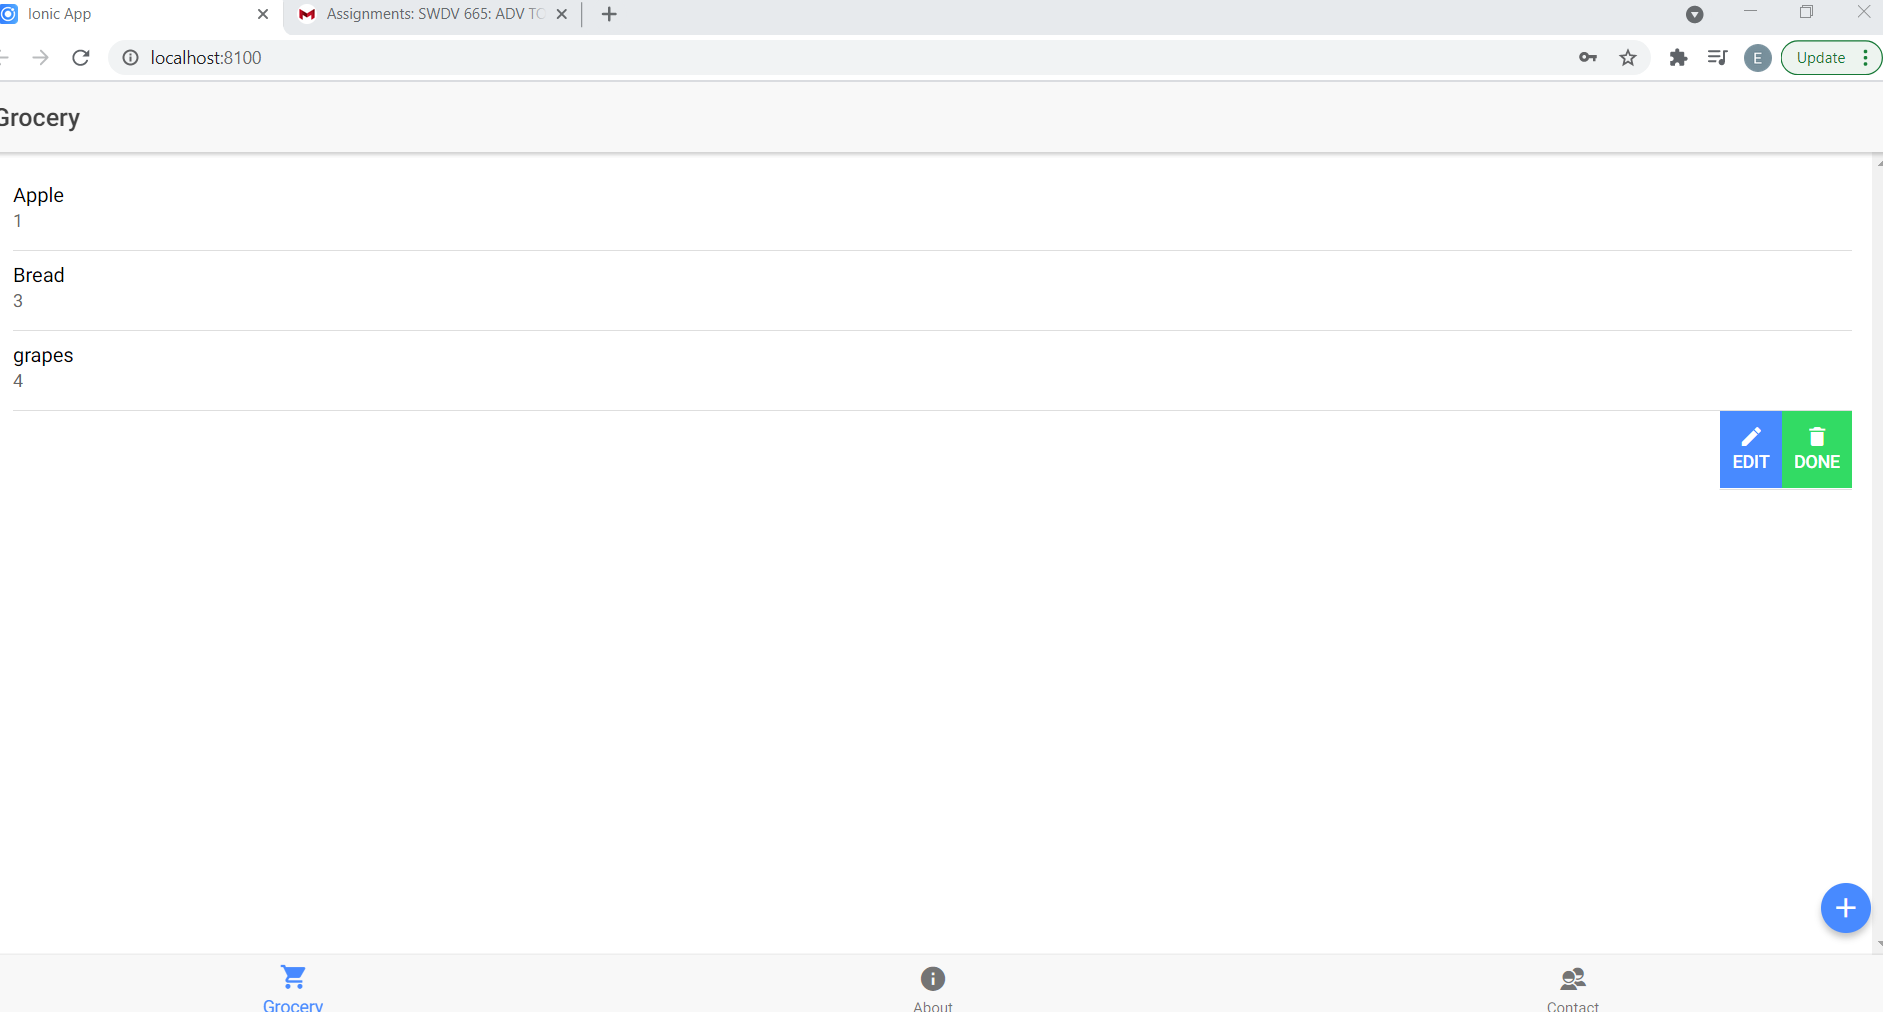 Ionic App
Assignments: SWDV 665: ADV TO
localhost:8100
E
Update
Grocery
Apple
1
Bread
3
grapes
4
EDIT
DONE
Grocery
About
Contact